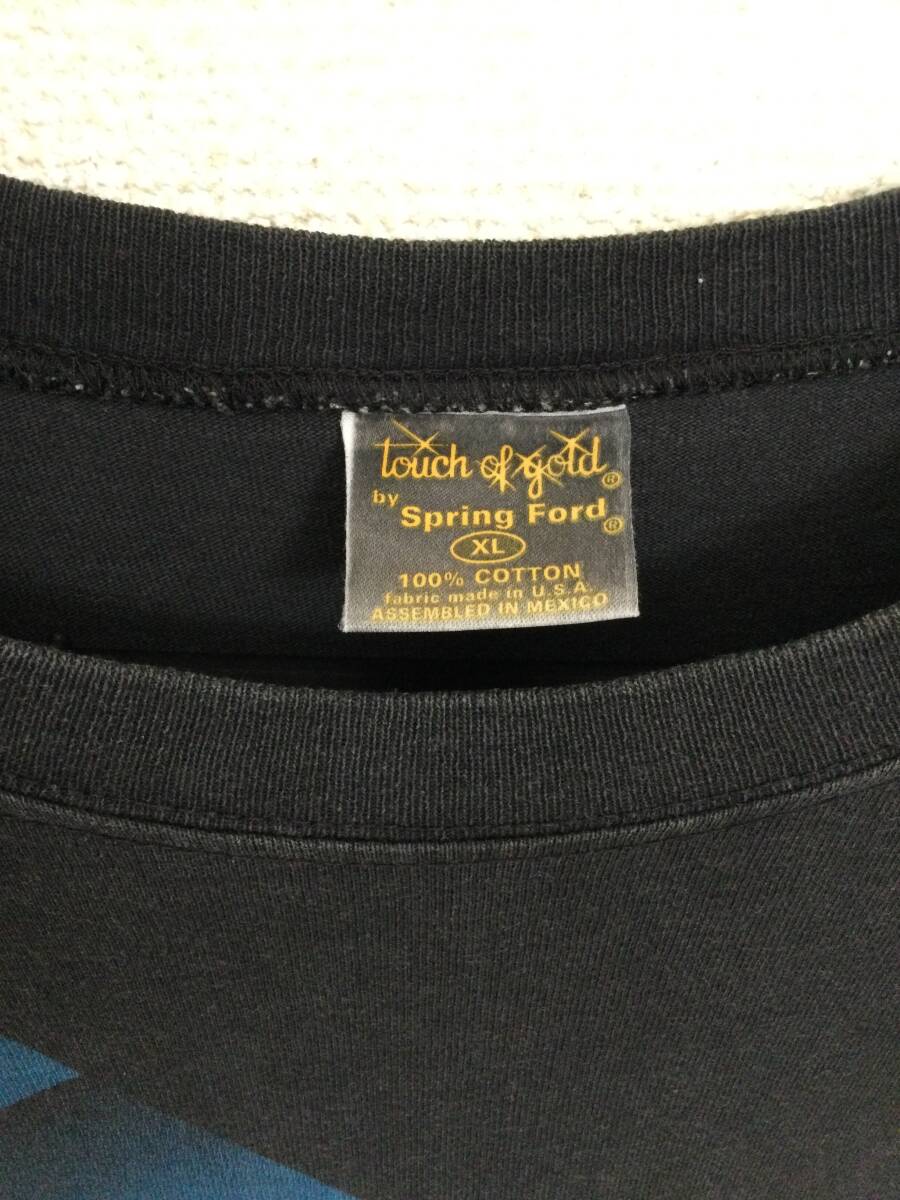 touch of gold®
by
Spring Ford®
XL
100% COTTON
fabric made in U.S.A.
ASSEMBLED IN MEXICO